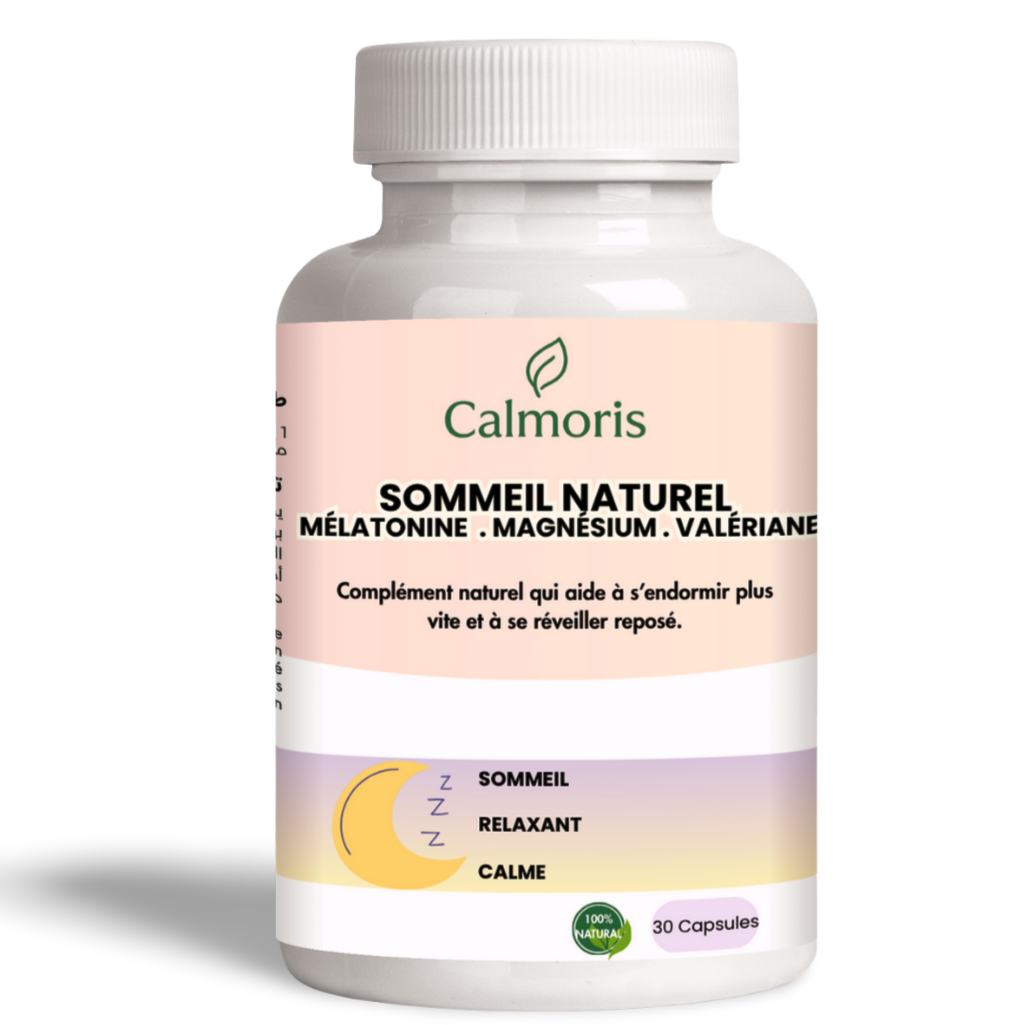 Calmoris
SOMMEIL NATUREL
MÉLATONINE . MAGNÉSIUM . VALÉRIANE
Complément naturel qui aide à s’endormir plus
vite et à se réveiller reposé.
z
Z
Z
SOMMEIL
RELAXANT
CALME
100%
NATURAL
30 Capsules